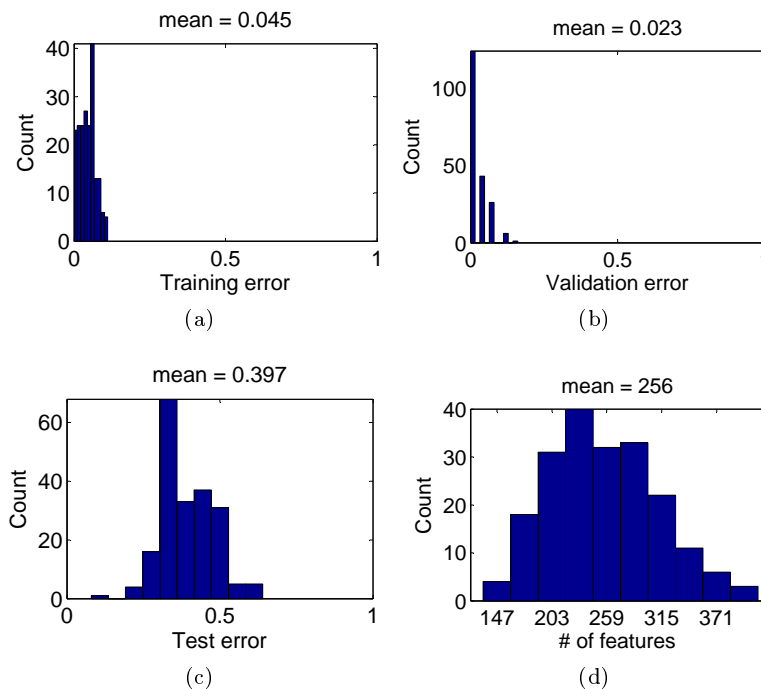 mean = 0.045
40
30
20
10
0
Count
0 0.5 1
Training error
(a)
mean = 0.023
100
50
0
Count
0 0.5
Validation error
(b)
mean = 0.397
60
40
20
0
Count
0 0.5 1
Test error
(c)
mean = 256
40
30
20
10
0
Count
147 203 259 315 371
# of features
(d)